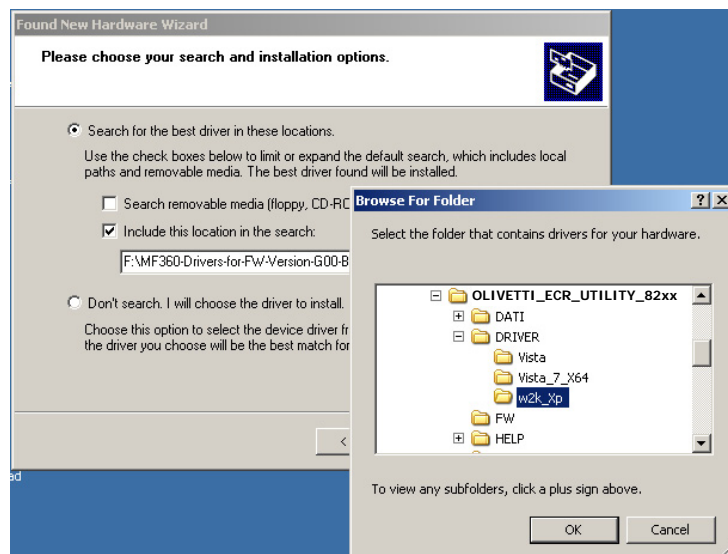 Found New Hardware Wizard
Please choose your search and installation options.
Search for the best driver in these locations.
Use the check boxes below to limit or expand the default search, which includes local
paths and removable media. The best driver found will be installed.
Search removable media (floppy, CD-RO
Include this location in the search:
F:\MF360-Drivers-for-FW-Version-G00-B
Don't search. I will choose the driver to install.
Choose this option to select the device driver fr
the driver you choose will be the best match for
<
ad
Browse For Folder
Select the folder that contains drivers for your hardware.
OLIVETTI_ECR_UTILITY_82xx
DATI
DRIVER
Vista
Vista_7_X64
w2k_Xp
FW
HELP
To view any subfolders, click a plus sign above.
OK
Cancel